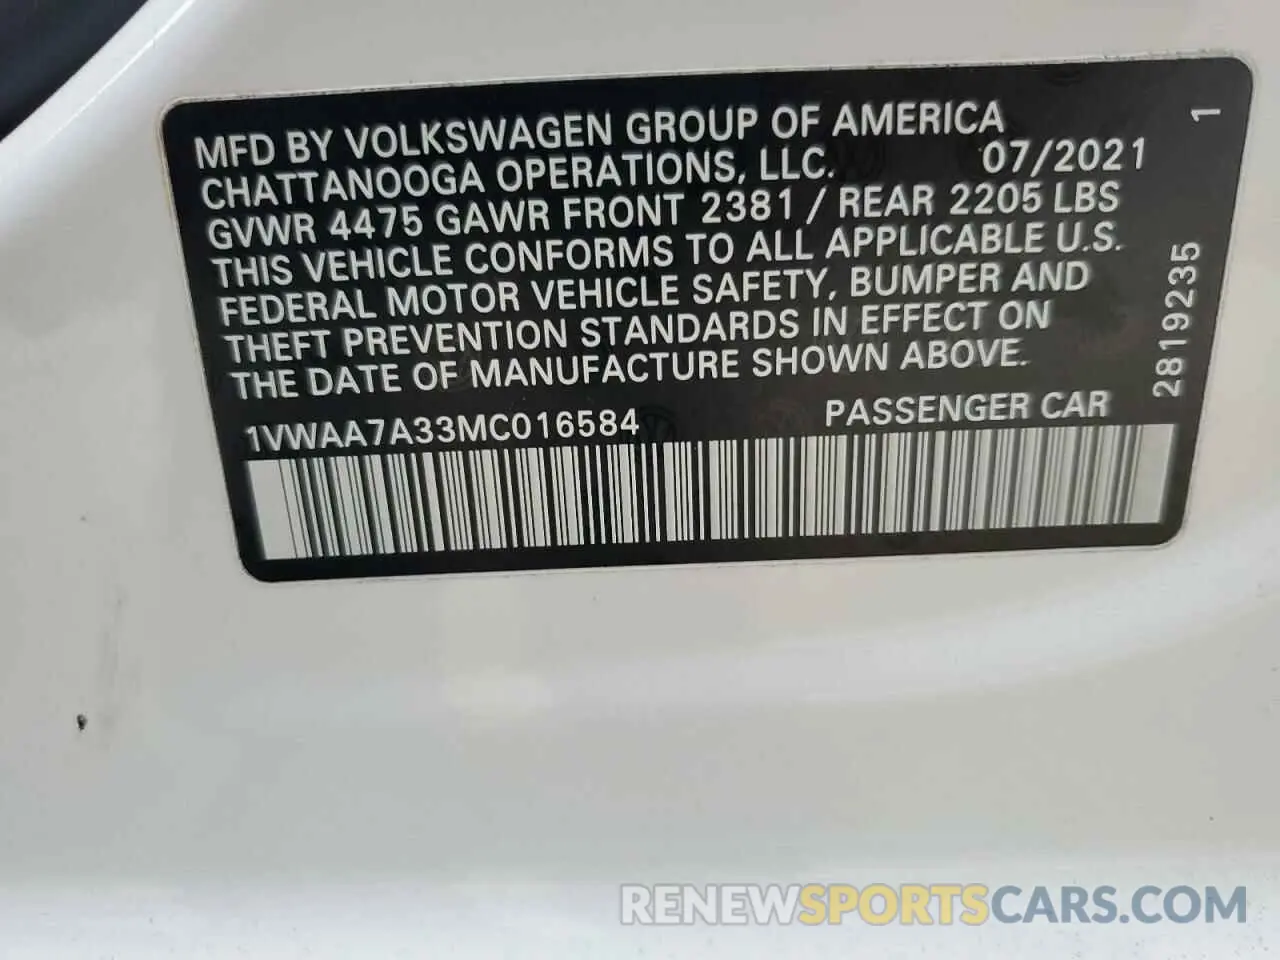 MFD BY VOLKSWAGEN GROUP OF AMERICA
CHATTANOOGA OPERATIONS, LLC. 07/2021
GVWR 4475 GAWR FRONT 2381 / REAR 2205 LBS
THIS VEHICLE CONFORMS TO ALL APPLICABLE U.S.
FEDERAL MOTOR VEHICLE SAFETY, BUMPER AND
THEFT PREVENTION STANDARDS IN EFFECT ON
THE DATE OF MANUFACTURE SHOWN ABOVE.
1VWAA7A33MC016584 PASSENGER CAR
2819235 1
RENEWSPORTSCARS.COM